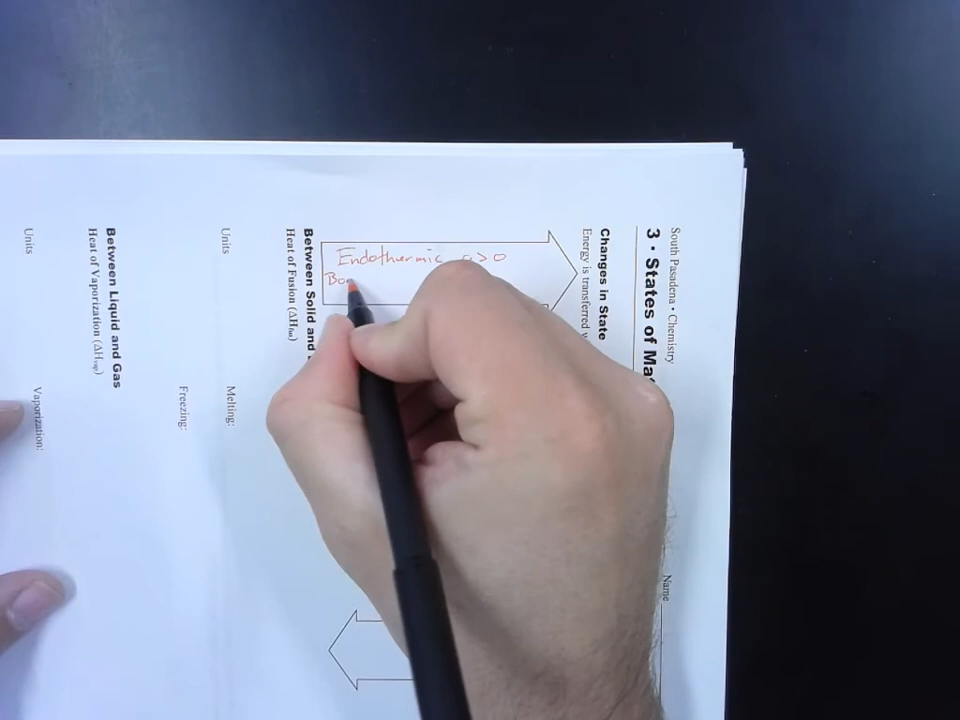 South Pasadena • Chemistry
Name
3 • States of
Changes in State
Energy is transferred
Endothermic q > 0
Between Solid and
Heat of Fusion (ΔHfus)
Units
Melting:
Freezing:
Between Liquid and Gas
Heat of Vaporization (ΔHvap)
Units
Vaporization: